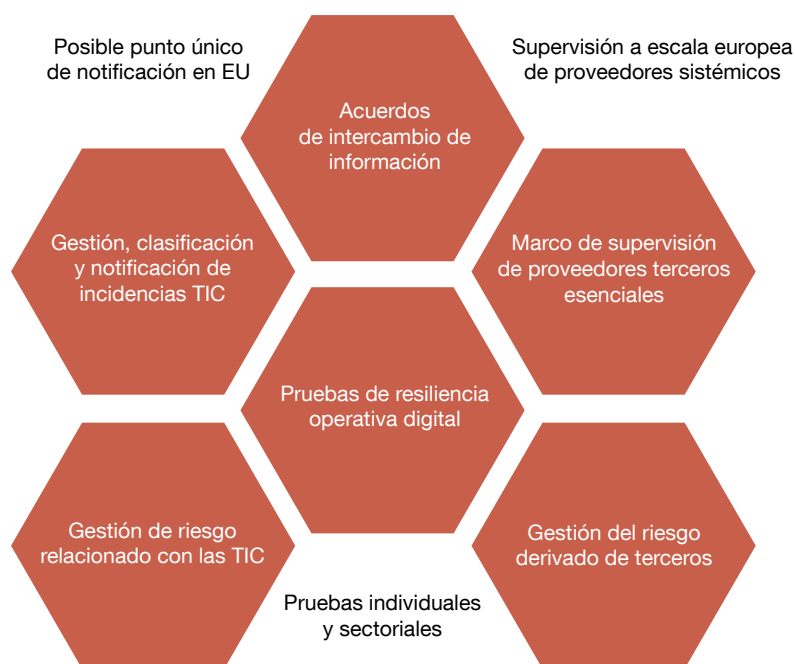 Posible punto único
de notificación en EU
Supervisión a escala europea
de proveedores sistémicos
Acuerdos
de intercambio de
información
Gestión, clasificación
y notificación de
incidencias TIC
Marco de supervisión
de proveedores terceros
esenciales
Pruebas de resiliencia
operativa digital
Gestión de riesgo
relacionado con las TIC
Gestión del riesgo
derivado de terceros
Pruebas individuales
y sectoriales